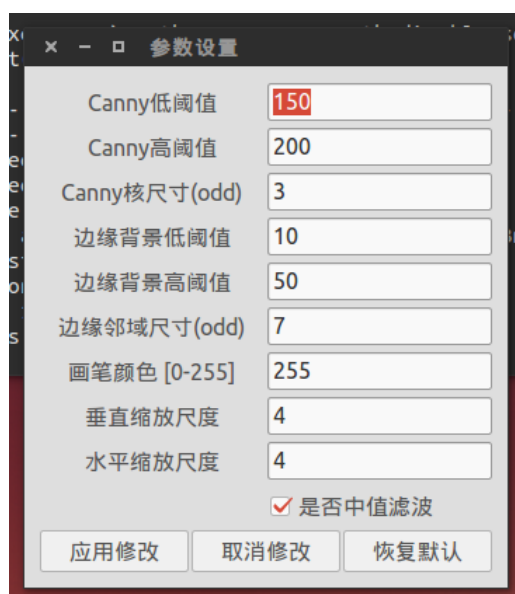 参数设置
Canny低阈值 150
Canny高阈值 200
Canny核尺寸(odd) 3
边缘背景低阈值 10
边缘背景高阈值 50
边缘邻域尺寸(odd) 7
画笔颜色 [0-255] 255
垂直缩放尺度 4
水平缩放尺度 4
是否中值滤波
应用修改 取消修改 恢复默认